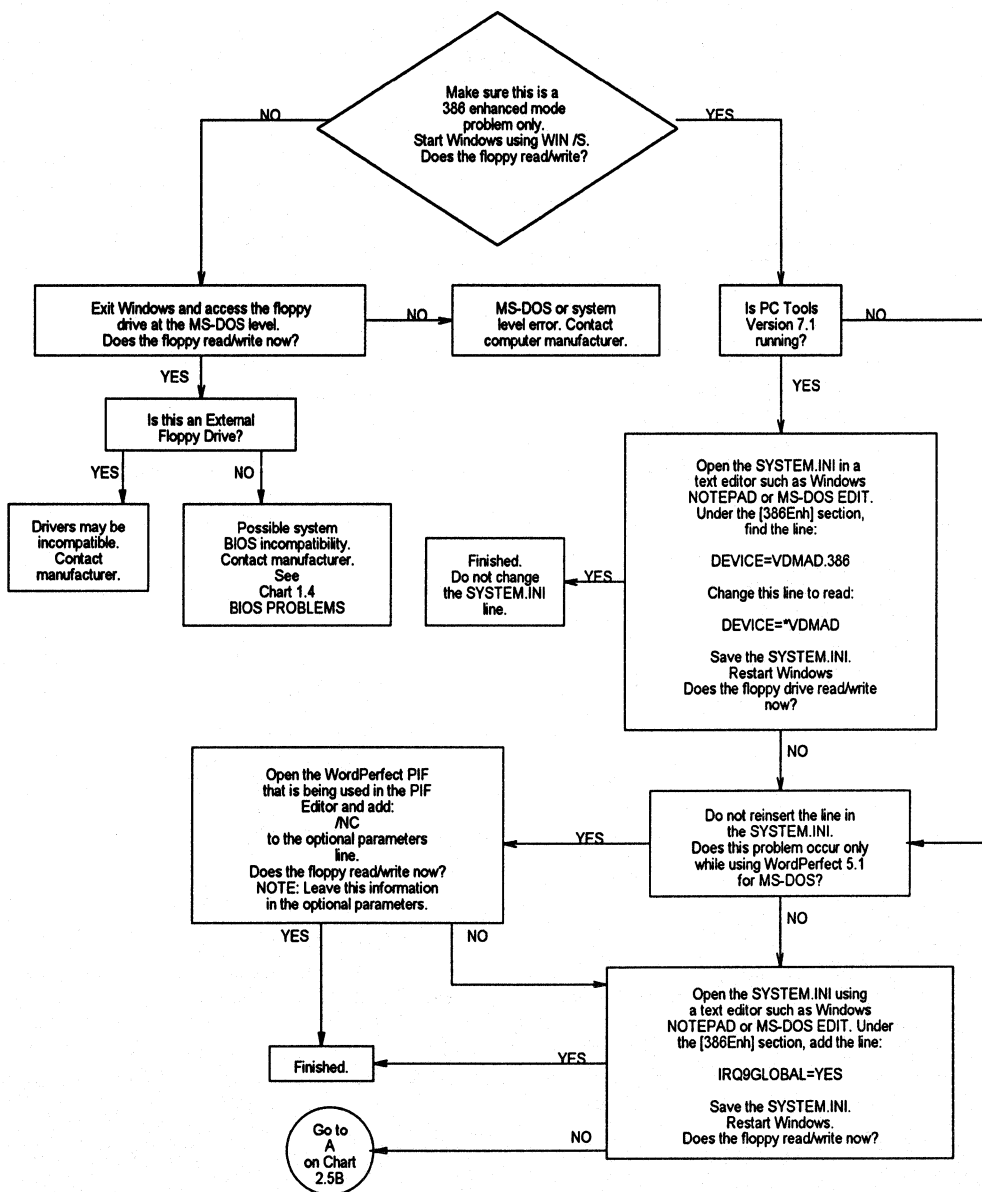 Make sure this is a
386 enhanced mode
problem only.
Start Windows using WIN /S.
Does the floppy read/write?
NO
YES
Exit Windows and access the floppy
drive at the MS-DOS level.
Does the floppy read/write now?
NO
MS-DOS or system
level error. Contact
computer manufacturer.
Is PC Tools
Version 7.1
running?
NO
YES
YES
Is this an External
Floppy Drive?
YES
NO
Drivers may be
incompatible.
Contact
manufacturer.
Possible system
BIOS incompatibility.
Contact manufacturer.
See
Chart 1.4
BIOS PROBLEMS
Finished.
Do not change
the SYSTEM.INI
line.
YES
Open the SYSTEM.INI in a
text editor such as Windows
NOTEPAD or MS-DOS EDIT.
Under the [386Enh] section,
find the line:
DEVICE=VDMAD.386
Change this line to read:
DEVICE=*VDMAD
Save the SYSTEM.INI.
Restart Windows
Does the floppy drive read/write
now?
NO
Open the WordPerfect PIF
that is being used in the PIF
Editor and add:
/NC
to the optional parameters
line.
Does the floppy read/write now?
NOTE: Leave this information
in the optional parameters.
YES
Do not reinsert the line in
the SYSTEM.INI.
Does this problem occur only
while using WordPerfect 5.1
for MS-DOS?
YES
NO
NO
Open the SYSTEM.INI using
a text editor such as Windows
NOTEPAD or MS-DOS EDIT. Under
the [386Enh] section, add the line:
IRQ9GLOBAL=YES
Save the SYSTEM.INI.
Restart Windows.
Does the floppy read/write now?
Finished.
YES
Go to
A
on Chart
2.5B
NO